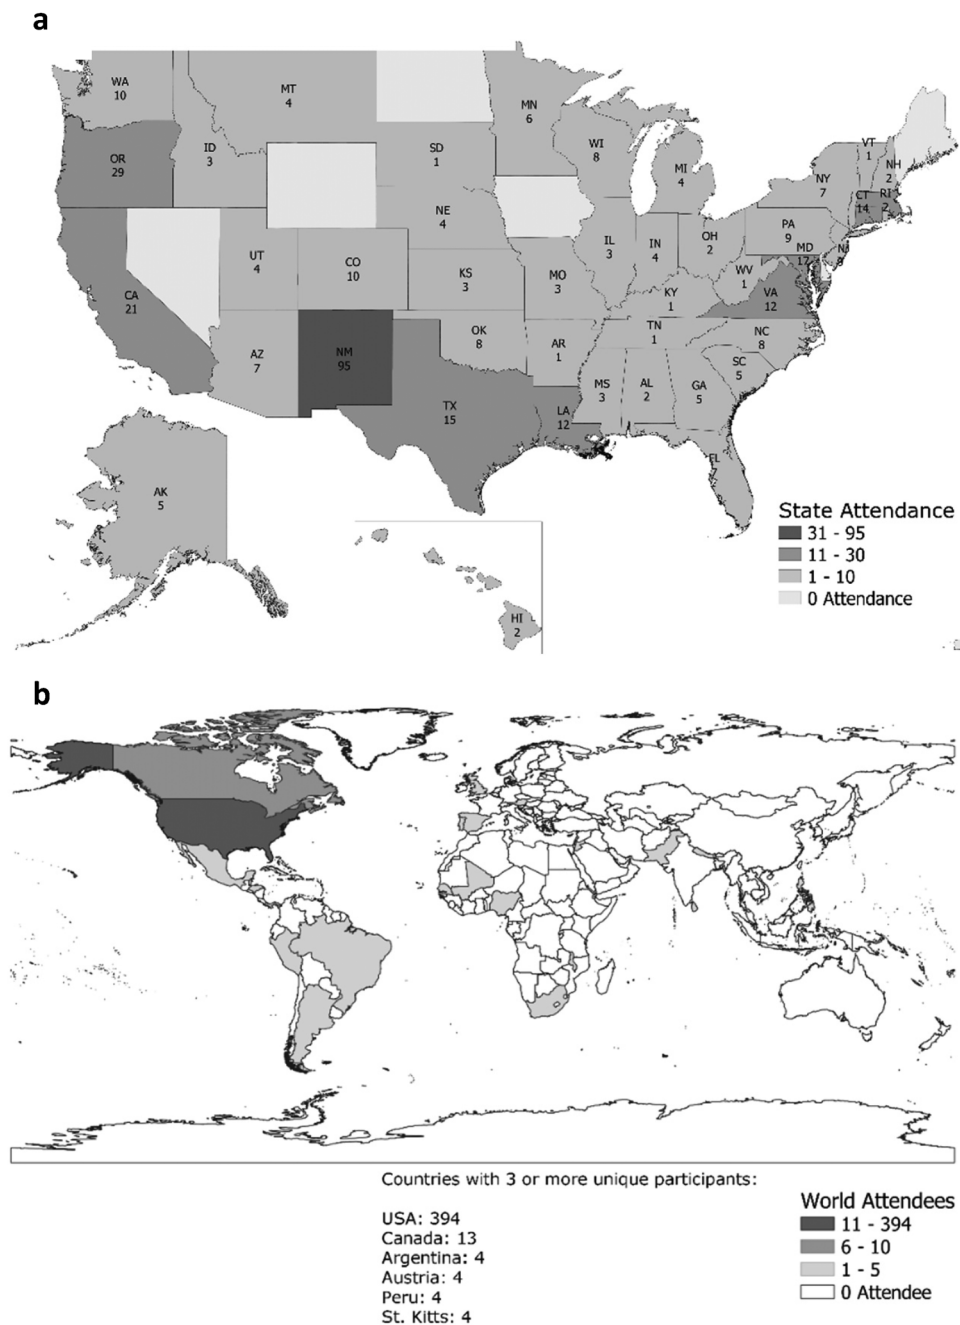 a
WA
10
MT
4
MN
6
OR
29
ID
3
SD
1
WI
8
MI
4
VT
1
NH
2
NY
7
CT
14
RI
2
NE
4
PA
9
MD
17
NJ
UT
4
CO
10
IL
3
IN
4
OH
2
WV
1
CA
21
KS
3
MO
3
KY
1
VA
12
AZ
7
NM
95
OK
8
AR
1
TN
1
NC
8
SC
5
TX
15
LA
12
MS
3
AL
2
GA
5
FL
7
AK
5
HI
2
State Attendance
31 - 95
11 - 30
1 - 10
0 Attendance
b
Countries with 3 or more unique participants:
USA: 394
Canada: 13
Argentina: 4
Austria: 4
Peru: 4
St. Kitts: 4
World Attendees
11 - 394
6 - 10
1 - 5
0 Attendee